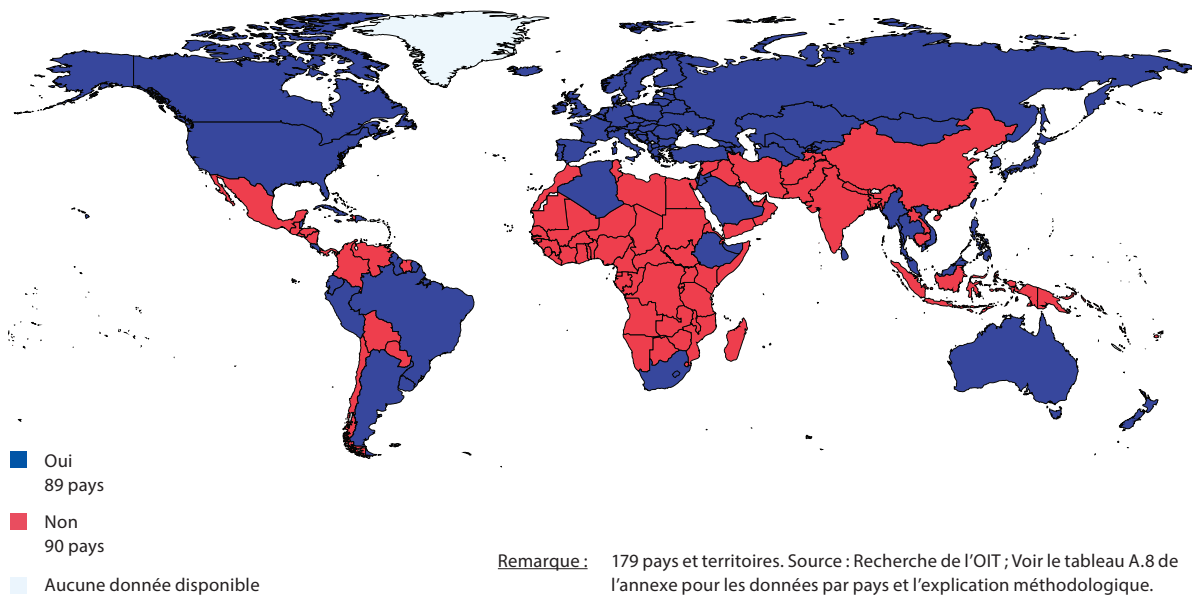 Oui
89 pays
Non
90 pays
Aucune donnée disponible
Remarque : 179 pays et territoires. Source : Recherche de l’OIT ; Voir le tableau A.8 de
l’annexe pour les données par pays et l’explication méthodologique.